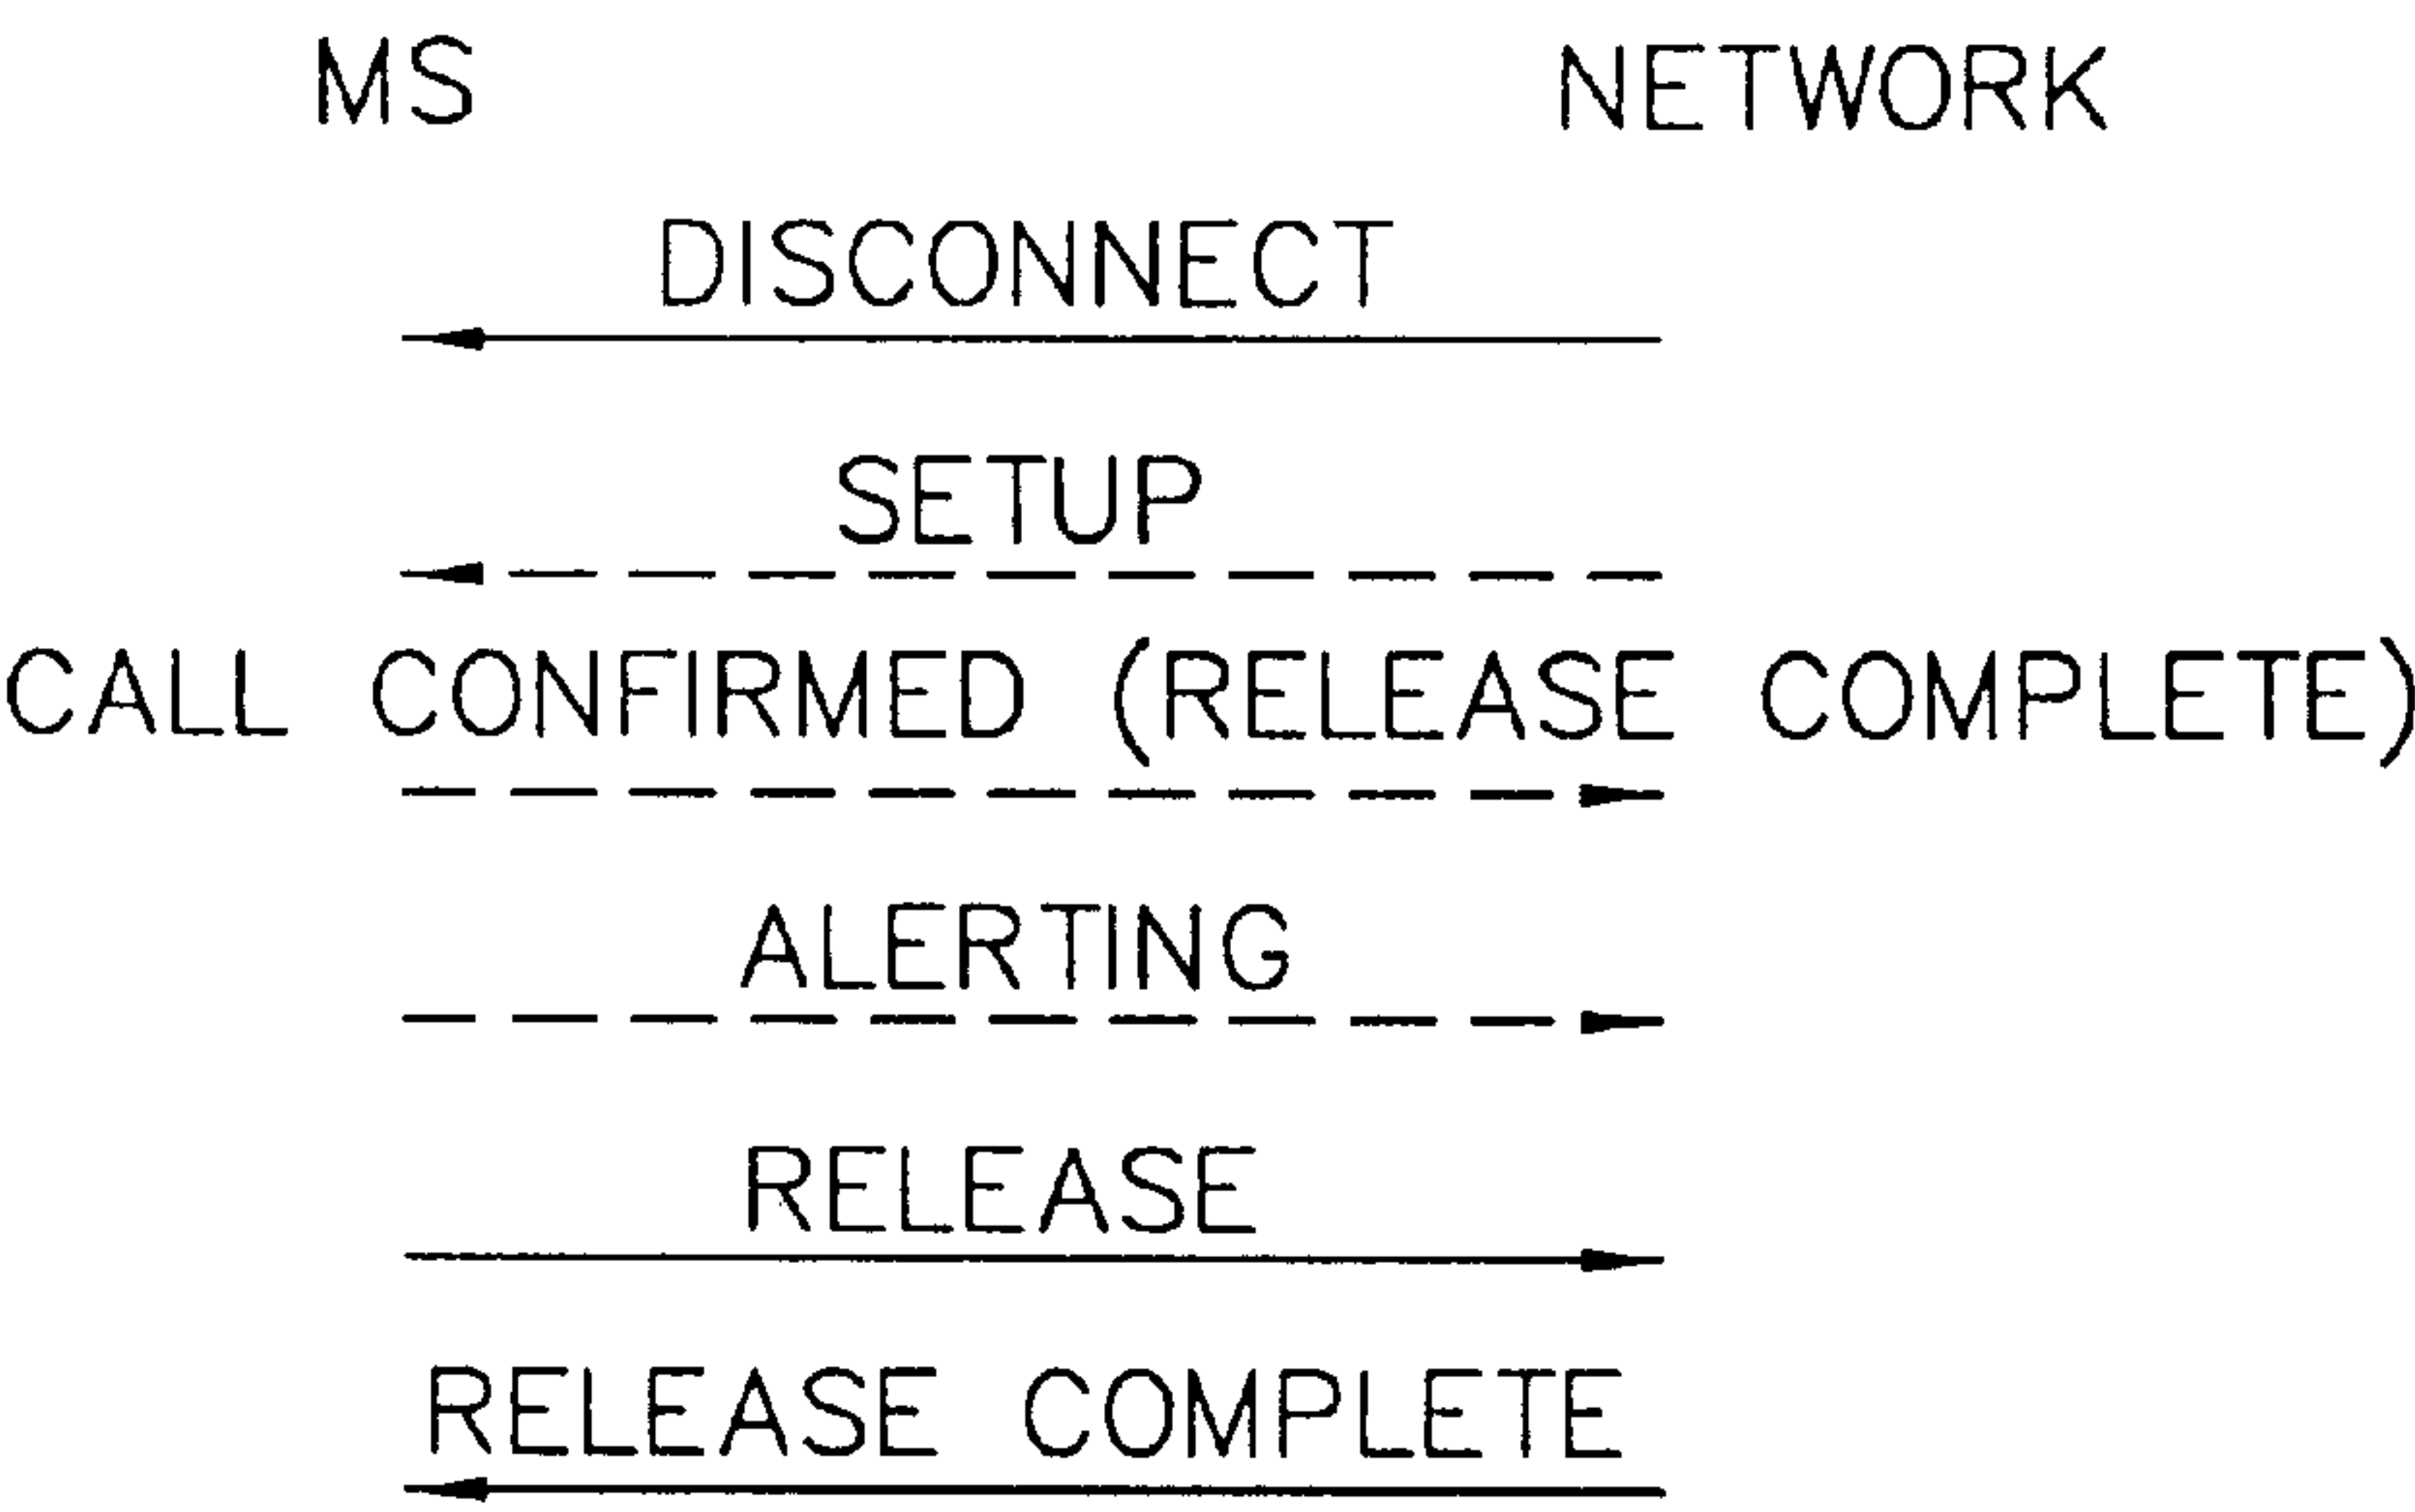 MS NETWORK
DISCONNECT
SETUP
CALL CONFIRMED (RELEASE COMPLETE)
ALERTING
RELEASE
RELEASE COMPLETE